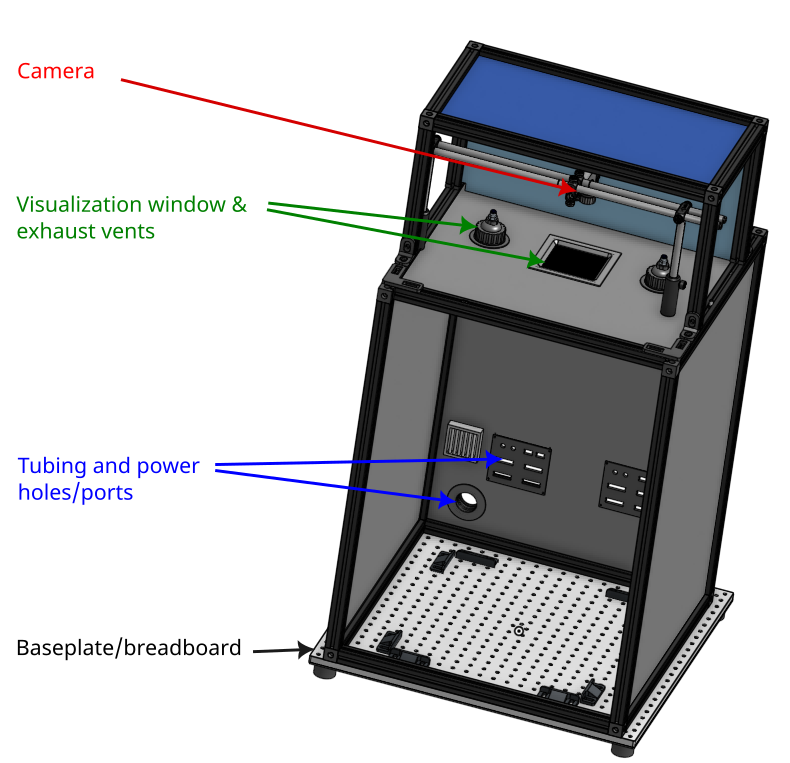 Camera
Visualization window &
exhaust vents
Tubing and power
holes/ports
Baseplate/breadboard